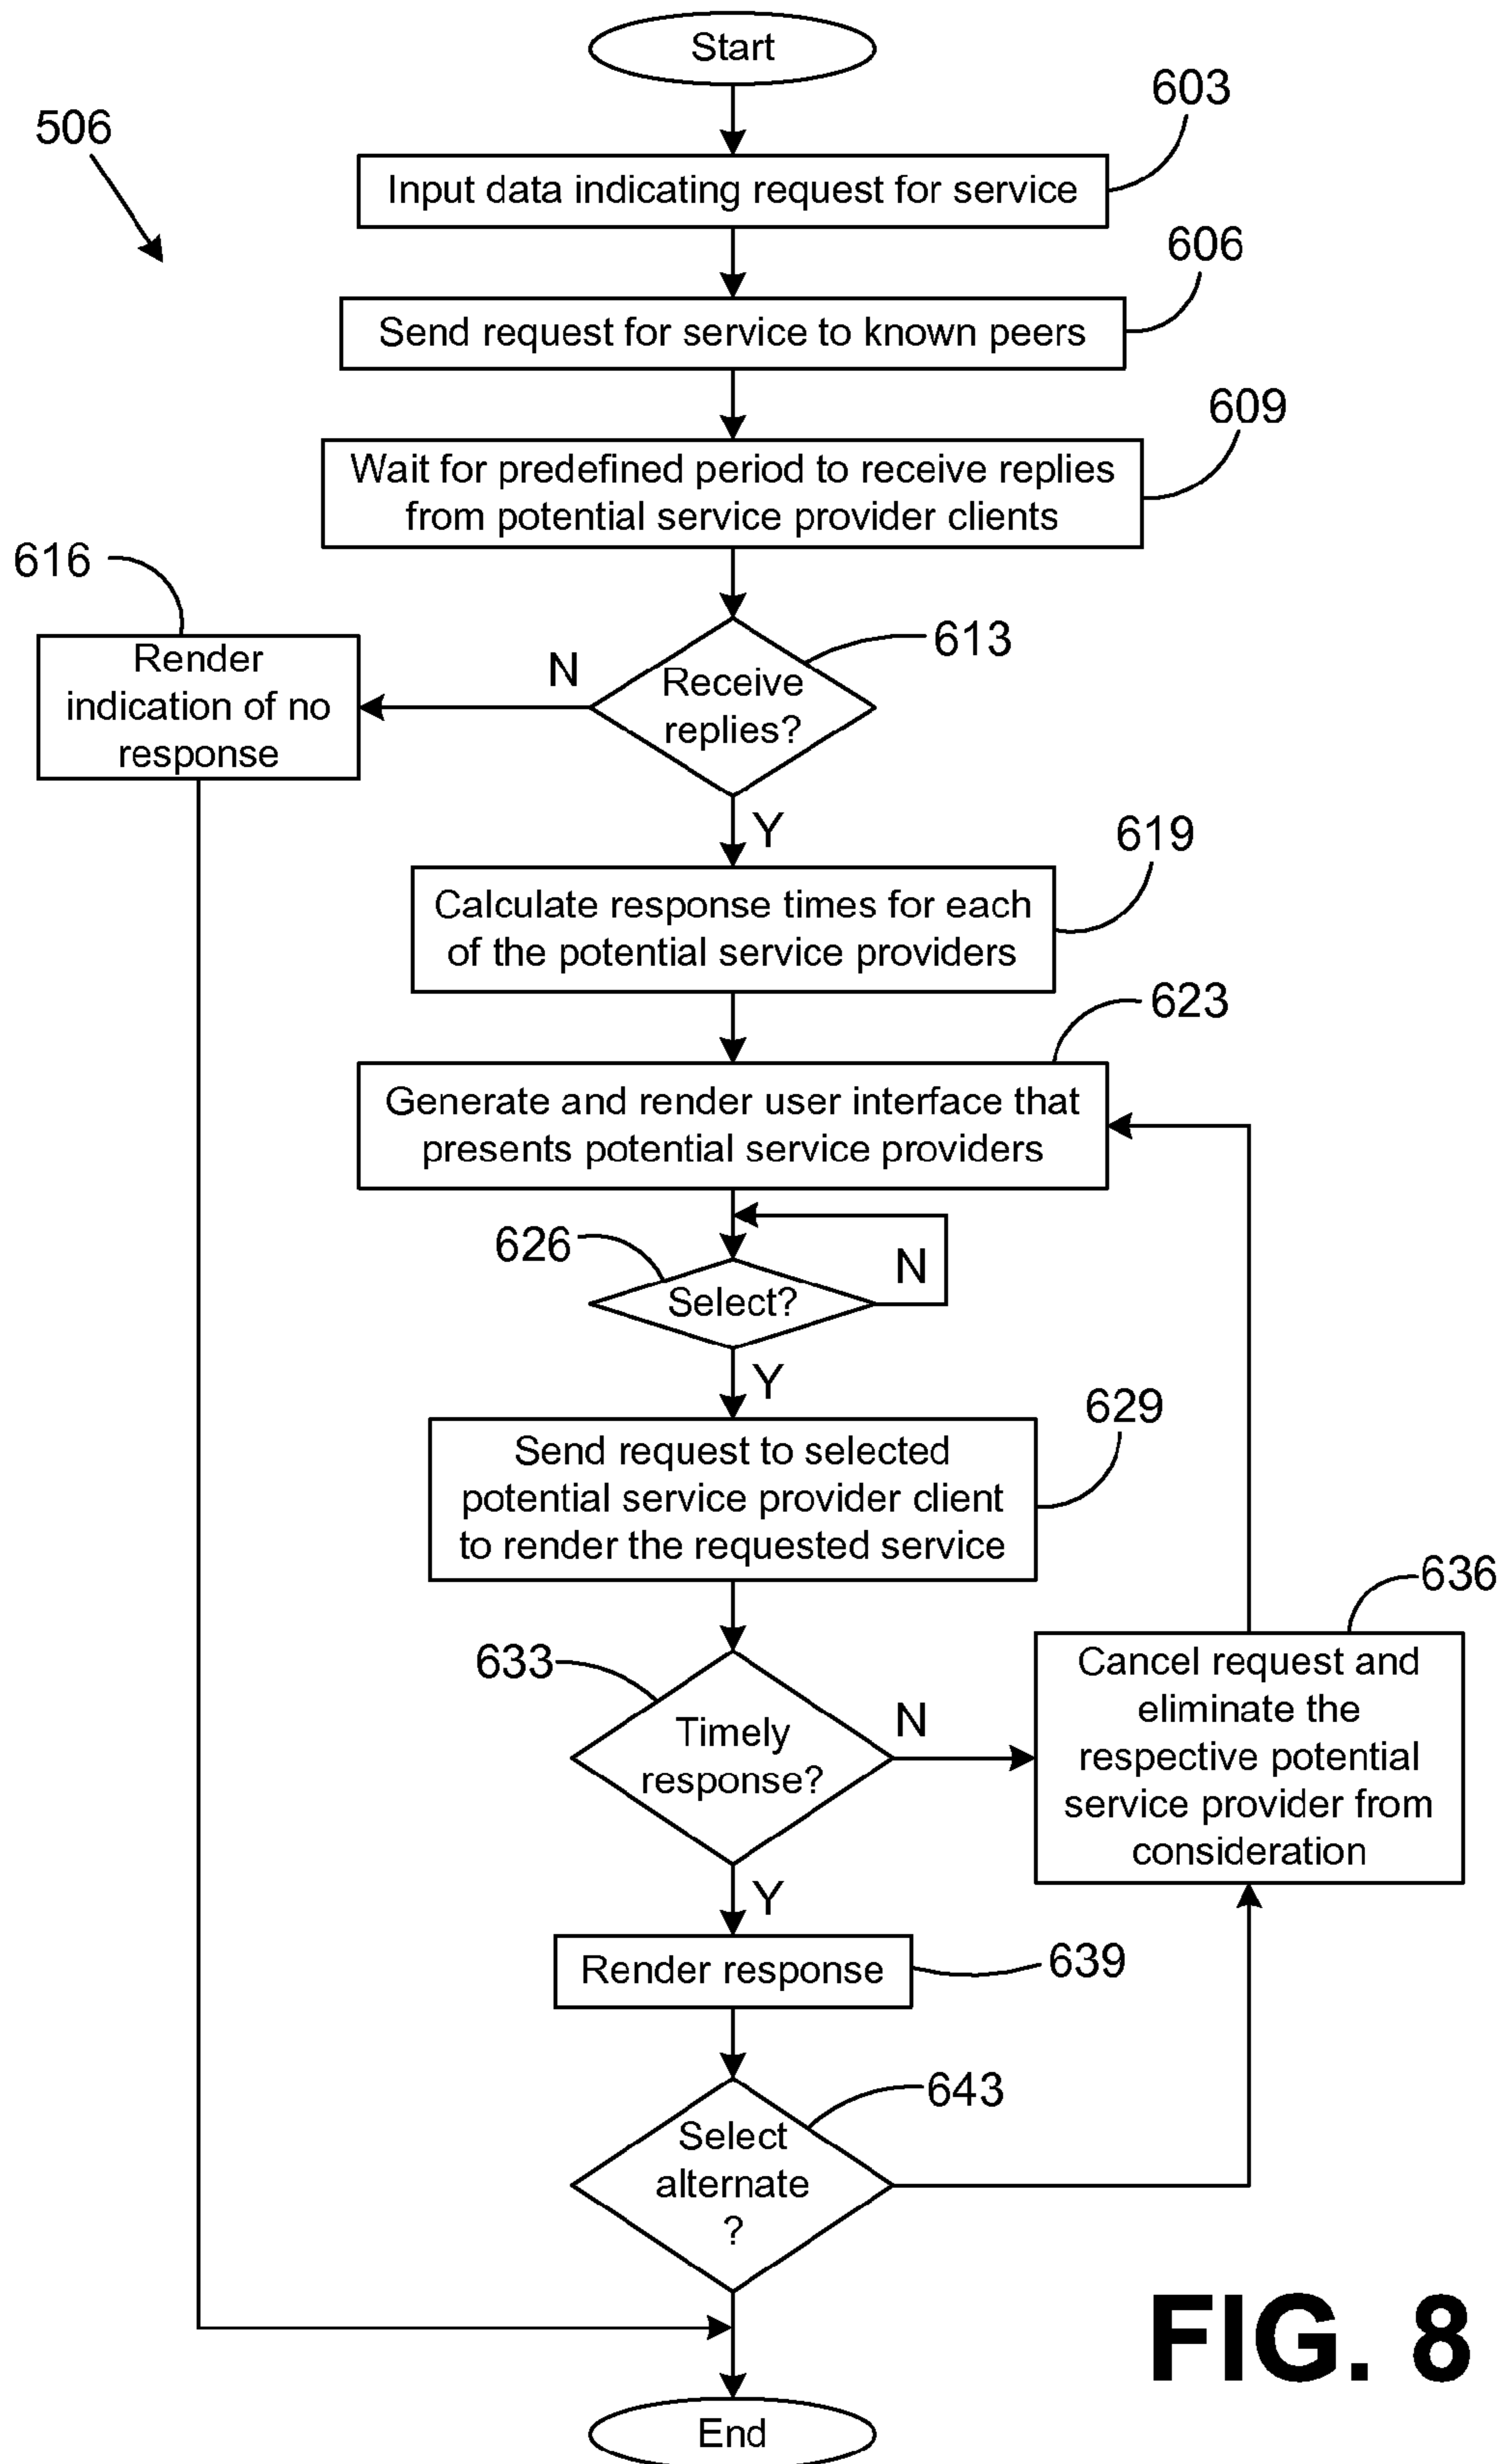 Start
603
506
Input data indicating request for service
606
Send request for service to known peers
609
Wait for predefined period to receive replies
from potential service provider clients
616
613
Render
indication of no
response
N
Receive
replies?
Y
619
Calculate response times for each
of the potential service providers
623
Generate and render user interface that
presents potential service providers
626
N
Select?
Y
629
Send request to selected
potential service provider client
to render the requested service
636
633
Timely
response?
N
Cancel request and
eliminate the
respective potential
service provider from
consideration
Y
Render response
639
643
Select
alternate
?
FIG. 8
End